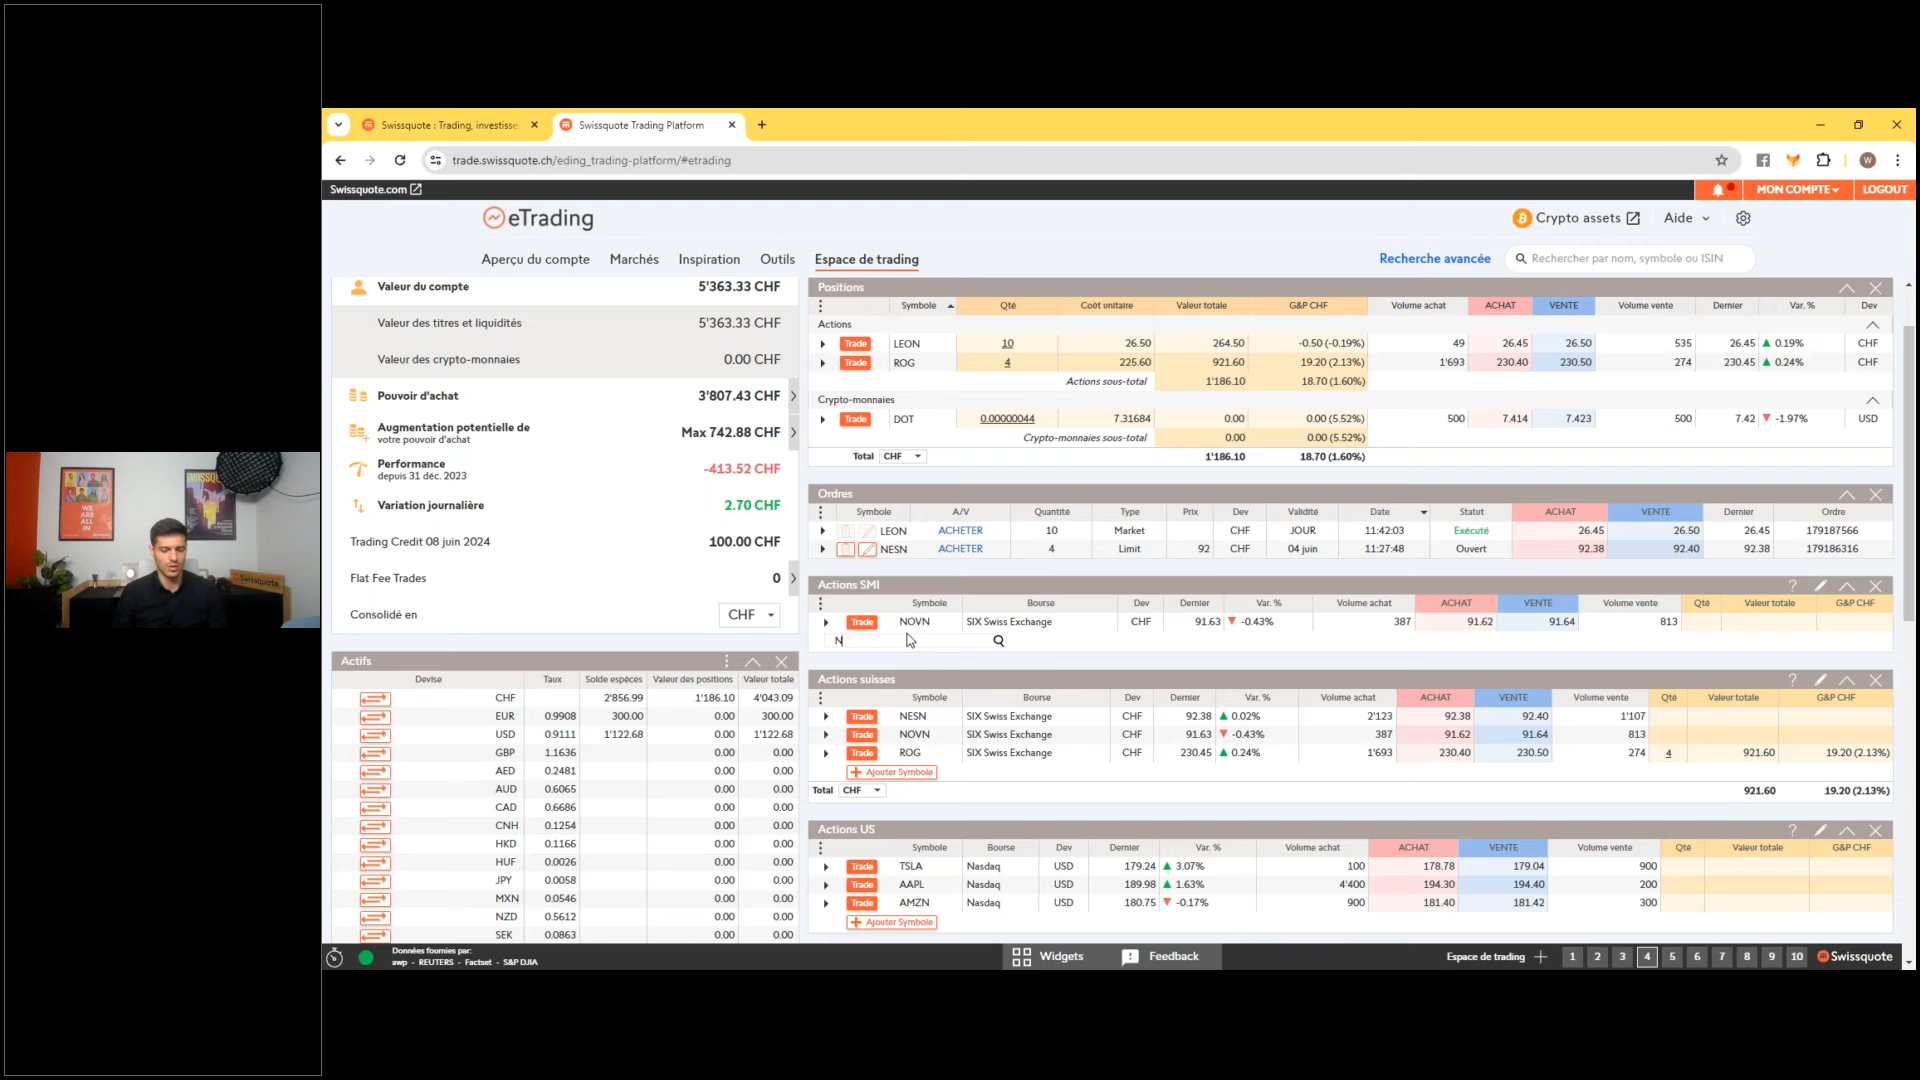 Swissquote : Trading, investisse
Swissquote Trading Platform
trade.swissquote.ch/eding_trading-platform/#etrading
W
Swissquote.com
MON COMPTE
LOGOUT
eTrading
Crypto assets
Aide
Aperçu du compte
Marchés
Inspiration
Outils
Espace de trading
Recherche avancée
Rechercher par nom, symbole ou ISIN
Valeur du compte 5'363.33 CHF
Valeur des titres et liquidités 5'363.33 CHF
Valeur des crypto-monnaies 0.00 CHF
Pouvoir d'achat 3'807.43 CHF
Augmentation potentielle de
votre pouvoir d'achat
Max 742.88 CHF
Performance
depuis 31 déc. 2023
-413.52 CHF
Variation journalière 2.70 CHF
Trading Credit 08 juin 2024 100.00 CHF
Flat Fee Trades 0
Consolidé en CHF
Actifs
Devise Taux Solde espèces Valeur des positions Valeur totale
CHF 2'856.99 1'186.10 4'043.09
EUR 0.9908 300.00 0.00 300.00
USD 0.9111 1'122.68 0.00 1'122.68
GBP 1.1636 0.00 0.00
AED 0.2481 0.00 0.00
AUD 0.6065 0.00 0.00
CAD 0.6686 0.00 0.00
CNH 0.1254 0.00 0.00
HKD 0.1166 0.00 0.00
HUF 0.0026 0.00 0.00
JPY 0.0058 0.00 0.00
MXN 0.0546 0.00 0.00
NZD 0.5612 0.00 0.00
SEK 0.0863 0.00 0.00
Positions
Symbole Qté Coût unitaire Valeur totale G&P CHF Volume achat ACHAT VENTE Volume vente Dernier Var. % Dev
Actions
Trade LEON 10 26.50 264.50 -0.50 (-0.19%) 49 26.45 26.50 535 26.45 0.19% CHF
Trade ROG 4 225.60 921.60 19.20 (2.13%) 1'693 230.40 230.50 274 230.45 0.24% CHF
Actions sous-total 1'186.10 18.70 (1.60%)
Crypto-monnaies
Trade DOT 0.00000044 7.31684 0.00 0.00 (5.52%) 500 7.414 7.423 500 7.42 -1.97% USD
Crypto-monnaies sous-total 0.00 0.00 (5.52%)
Total CHF 1'186.10 18.70 (1.60%)
Ordres
Symbole A/V Quantité Type Prix Dev Validité Date Statut ACHAT VENTE Dernier Ordre
LEON ACHETER 10 Market CHF JOUR 11:42:03 Exécuté 26.45 26.50 26.45 179187566
NESN ACHETER 4 Limit 92 CHF 04 juin 11:27:48 Ouvert 92.38 92.40 92.38 179186316
Actions SMI
Symbole Bourse Dev Dernier Var. % Volume achat ACHAT VENTE Volume vente Qté Valeur totale G&P CHF
Trade NOVN SIX Swiss Exchange CHF 91.63 -0.43% 387 91.62 91.64 813
N
Actions suisses
Symbole Bourse Dev Dernier Var. % Volume achat ACHAT VENTE Volume vente Qté Valeur totale G&P CHF
Trade NESN SIX Swiss Exchange CHF 92.38 0.02% 2'123 92.38 92.40 1'107
Trade NOVN SIX Swiss Exchange CHF 91.63 -0.43% 387 91.62 91.64 813
Trade ROG SIX Swiss Exchange CHF 230.45 0.24% 1'693 230.40 230.50 274 4 921.60 19.20 (2.13%)
Ajouter Symbole
Total CHF 921.60 19.20 (2.13%)
Actions US
Symbole Bourse Dev Dernier Var. % Volume achat ACHAT VENTE Volume vente Qté Valeur totale G&P CHF
Trade TSLA Nasdaq USD 179.24 3.07% 100 178.78 179.04 900
Trade AAPL Nasdaq USD 189.98 1.63% 4'400 194.30 194.40 200
Trade AMZN Nasdaq USD 180.75 -0.17% 900 181.40 181.42 300
Ajouter Symbole
Données fournies par:
awp - REUTERS - Factset - S&P DJIA
Widgets
Feedback
Espace de trading
1 2 3 4 5 6 7 8 9 10
Swissquote
WE
ARE
ALL
IN
SWISSQU
Swissquote